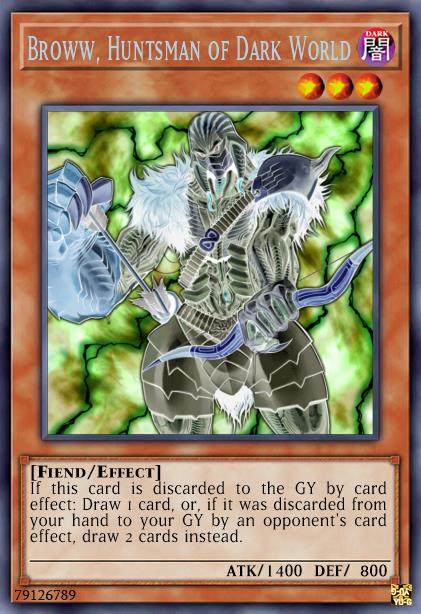 Broww, Huntsman of Dark World
DARK
闇
[Fiend/Effect]
If this card is discarded to the GY by card
effect: Draw 1 card, or, if it was discarded from
your hand to your GY by an opponent's card
effect, draw 2 cards instead.
ATK/1400 DEF/ 800
79126789